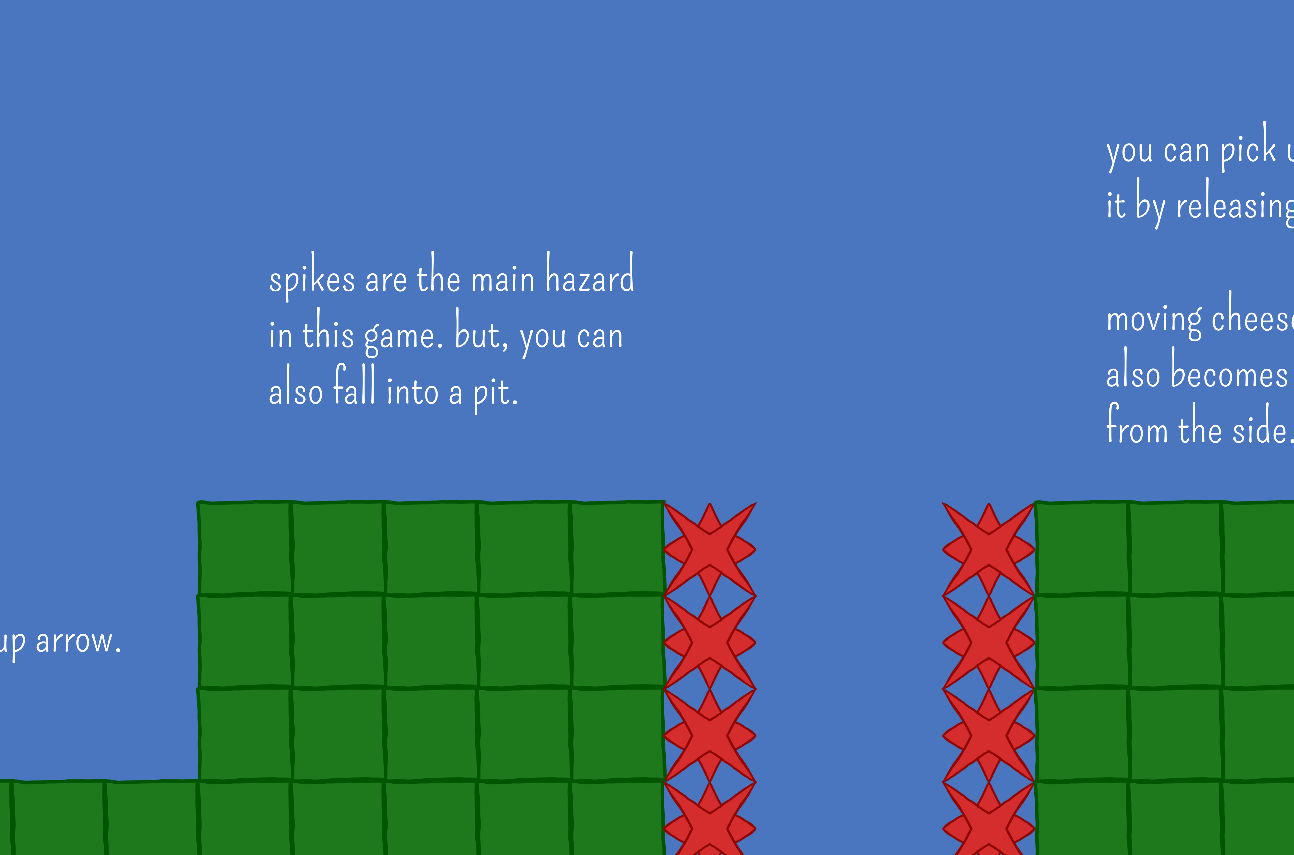 spikes are the main hazard
in this game. but, you can
also fall into a pit.
up arrow.
you can pick
it by releasing
moving cheese
also becomes
from the side.